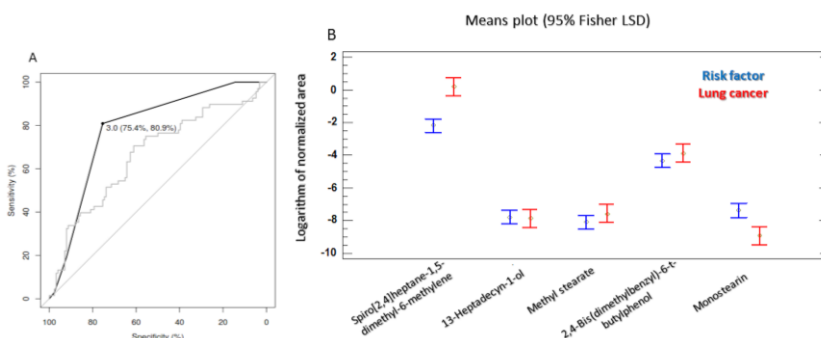 Means plot (95% Fisher LSD)
A
B
Sensitivity (%)
100
80
60
40
20
0
3.0 (75.4%, 80.9%)
100
80
60
40
20
0
Specificity (%)
Logarithm of normalized area
2
0
-2
-4
-6
-8
-10
Risk factor
Lung cancer
Spiro[2,4]heptane-1,5-
dimethyl-6-methylene
13-Heptadecyn-1-ol
Methyl stearate
2,4-Bis(dimethylbenzyl)-6-t-
butylphenol
Monostearin